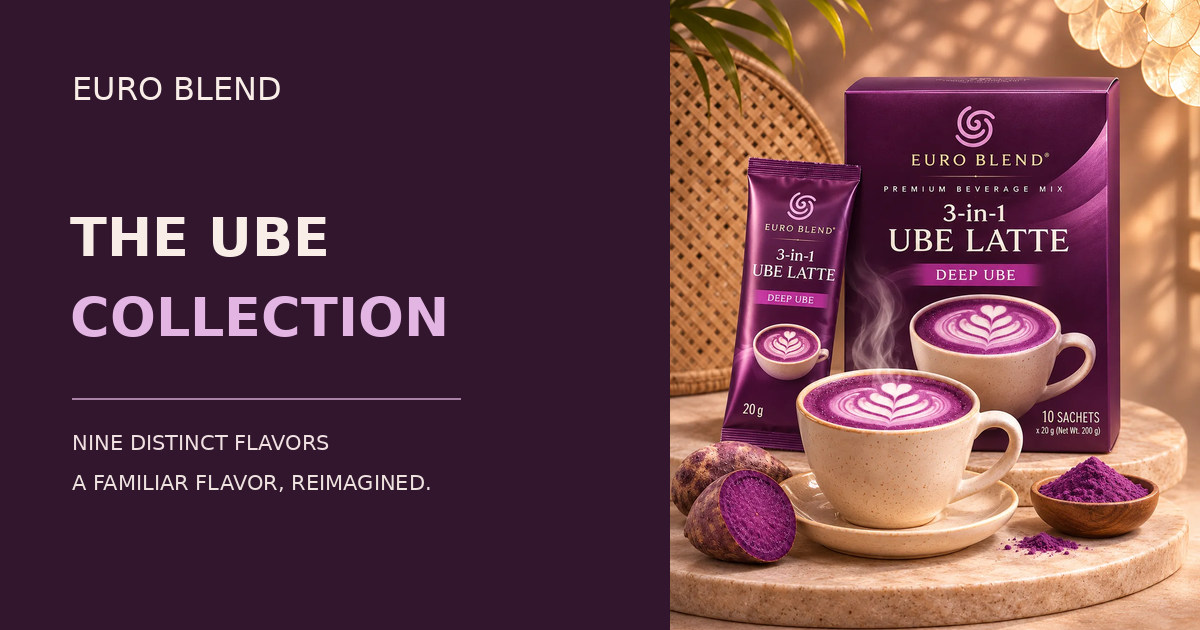 EURO BLEND
THE UBE
COLLECTION
NINE DISTINCT FLAVORS
A FAMILIAR FLAVOR, REIMAGINED.
EURO BLEND®
3-in-1
UBE LATTE
DEEP UBE
20 g
EURO BLEND®
PREMIUM BEVERAGE MIX
3-in-1
UBE LATTE
DEEP UBE
10 SACHETS
x 20 g (Net Wt. 200 g)